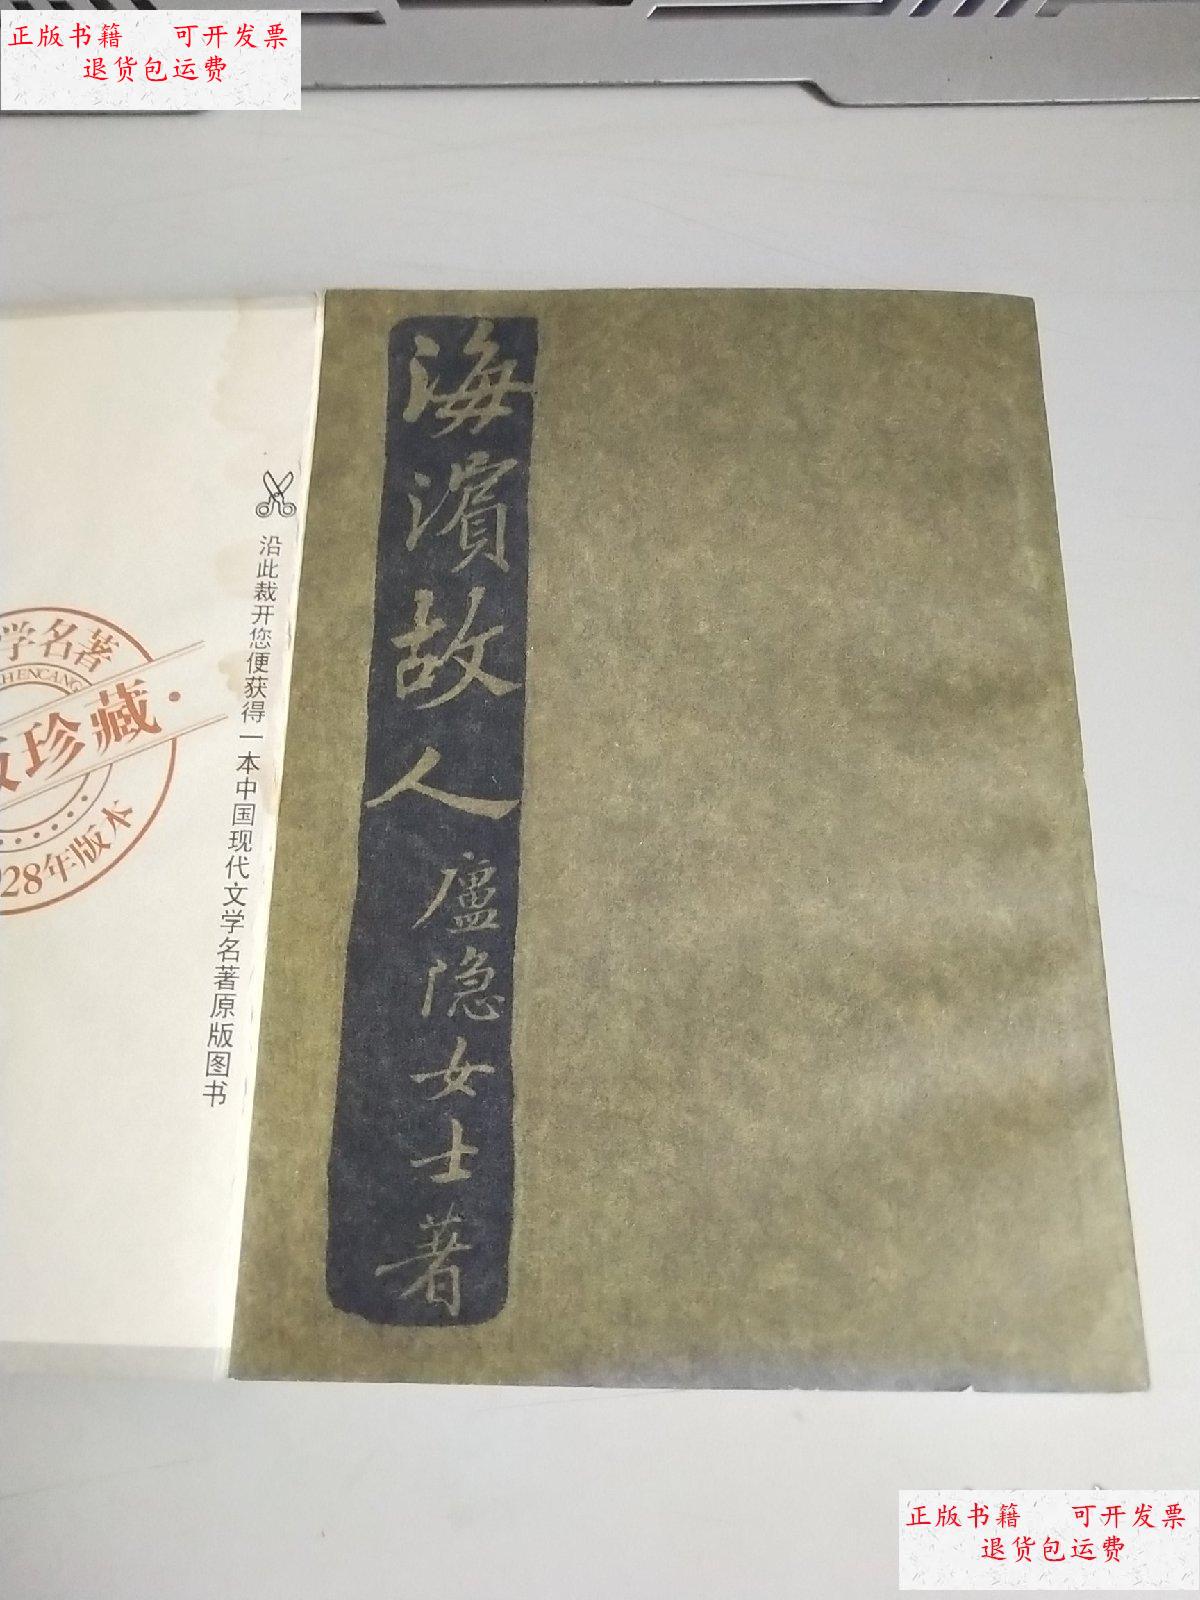 正版书籍 可开发票
退货包运费
海濵故人
廬隐女士著
沿此裁开您便获得一本中国现代文学名著原版图书
学名著
HENCANG
珍藏·
28年版本
正版书籍 可开发票
退货包运费